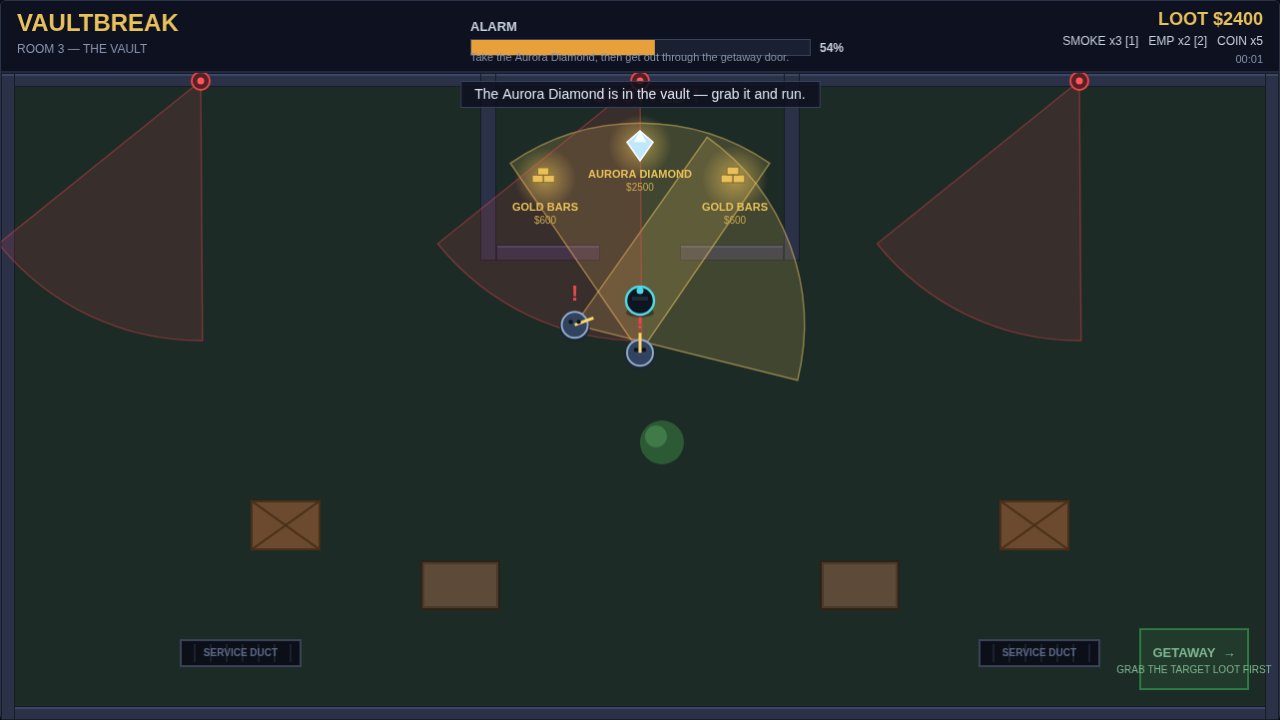 VAULTBREAK
ROOM 3 — THE VAULT
ALARM
54%
Take the Aurora Diamond, then get out through the getaway door.
LOOT $2400
SMOKE x3 [1] EMP x2 [2] COIN x5
00:01
The Aurora Diamond is in the vault — grab it and run.
AURORA DIAMOND
$2500
GOLD BARS
$600
GOLD BARS
$600
!
!
SERVICE DUCT
SERVICE DUCT
GETAWAY →
GRAB THE TARGET LOOT FIRST